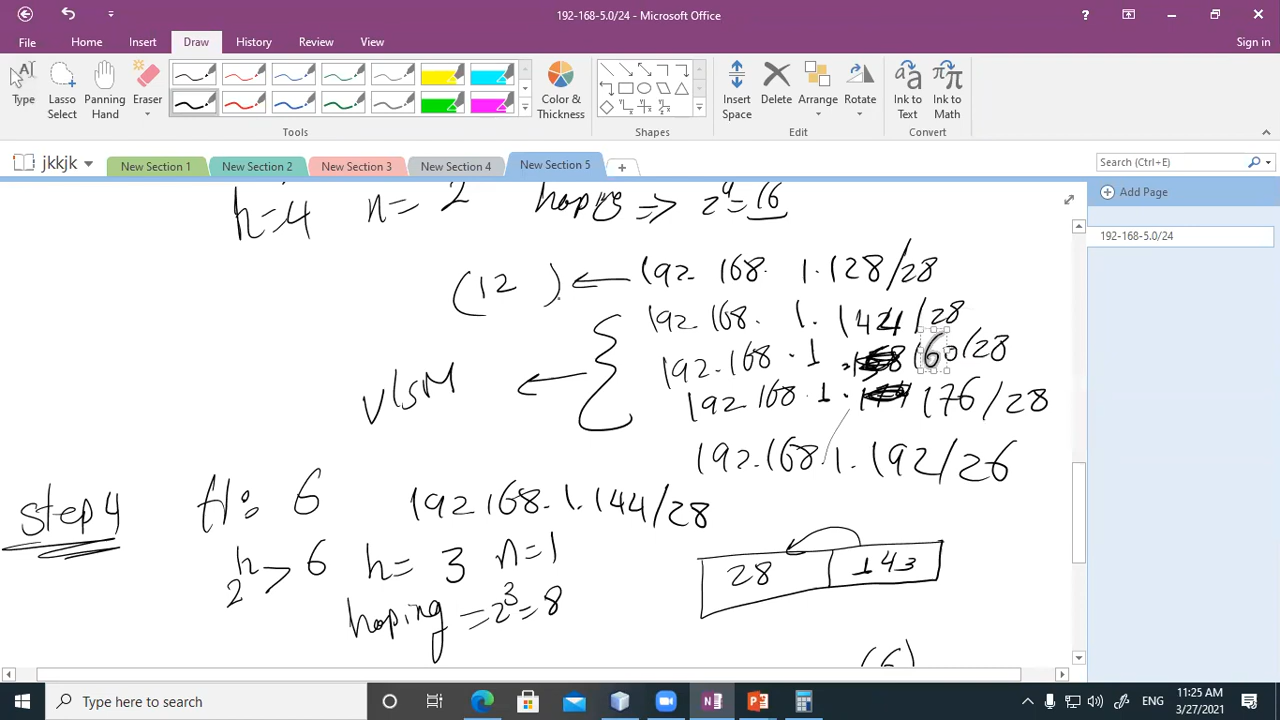 192-168-5.0/24 - Microsoft Office
File Home Insert Draw History Review View Sign in
Type Lasso Select Panning Hand Eraser Color & Thickness Insert Space Delete Arrange Rotate Ink to Text Ink to Math
Tools Shapes Edit Convert
jkkjk New Section 1 New Section 2 New Section 3 New Section 4 New Section 5 Search (Ctrl+E)
Add Page
192-168-5.0/24
h=4 n=2 => 2^4=16
(12) ← 192.168.1.128/28
192.168.1.144/28
192.168.1.160/28
192.168.1.176/28
vlsM
192.168.1.192/26
step 4 H: 6 192.168.1.144/28
2^h > 6 h=3 n=1
28 143
hoping =2^3=8
(6)
Type here to search
ENG 11:25 AM 3/27/2021